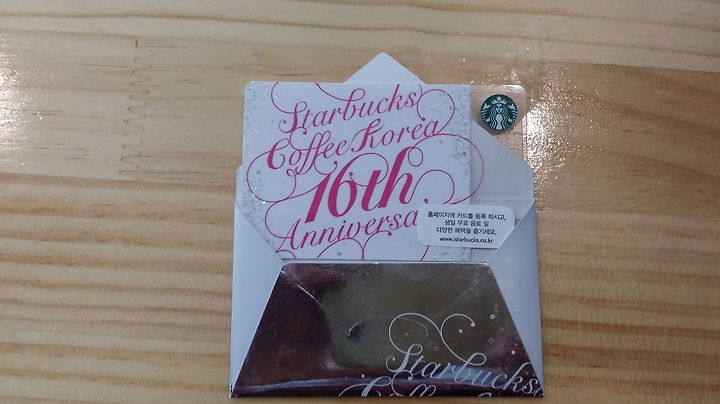 Starbucks
Coffee Korea
16th
Anniversa
홈페이지에 카드를 등록 하시고,
생일 무료 음료 및
다양한 혜택을 즐기세요.
www.istarbucks.co.kr
Starbucks
Coffee